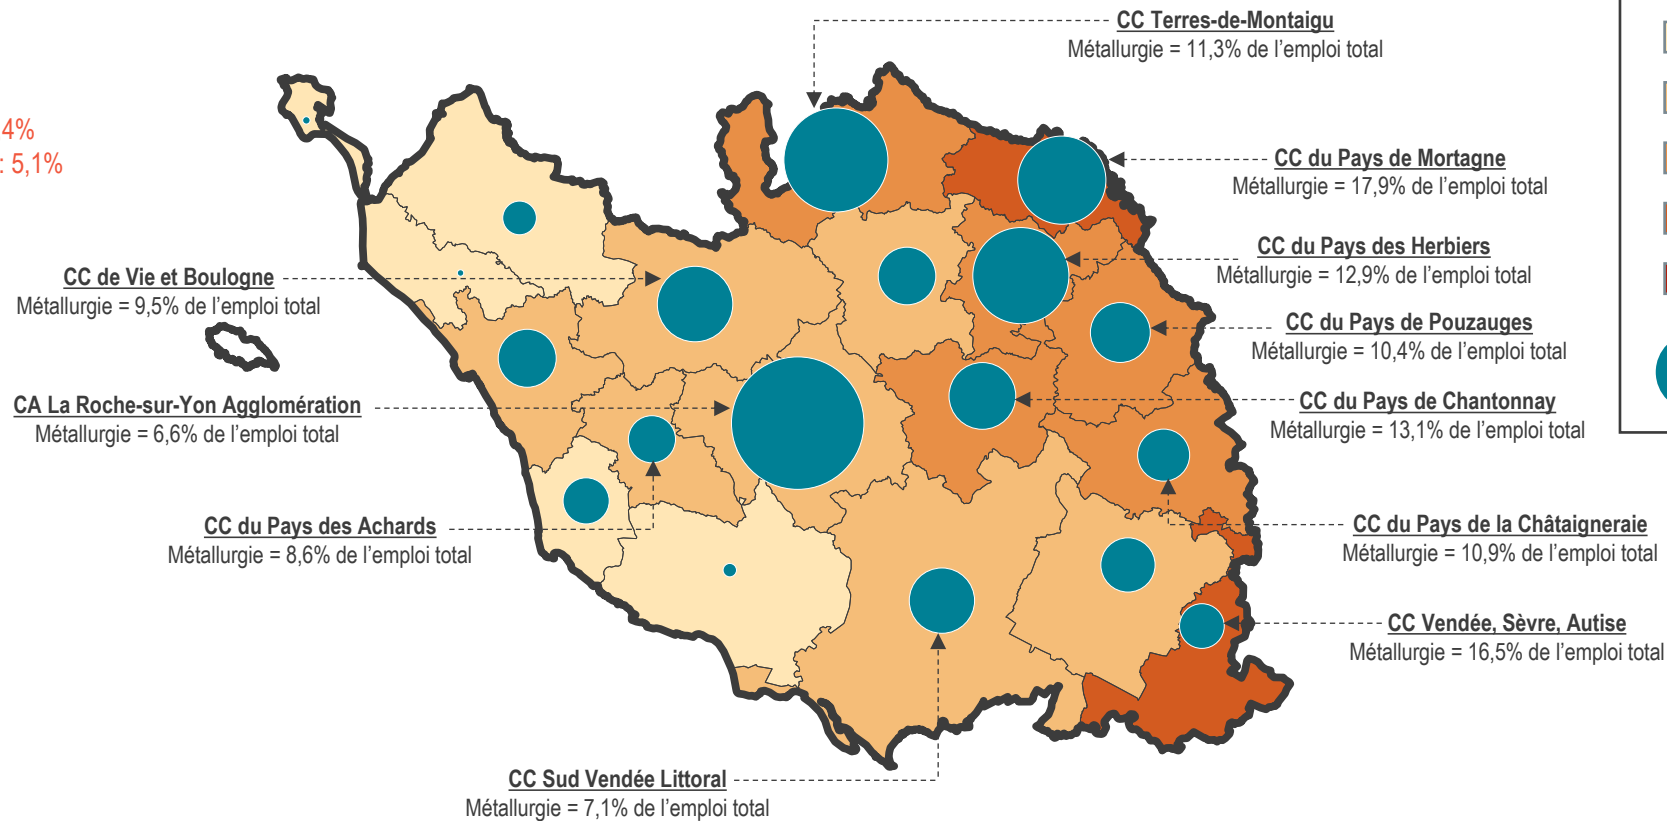 CC Terres-de-Montaigu
Métallurgie = 11,3% de l'emploi total
4%
: 5,1%
CC du Pays de Mortagne
Métallurgie = 17,9% de l'emploi total
CC du Pays des Herbiers
Métallurgie = 12,9% de l'emploi total
CC de Vie et Boulogne
Métallurgie = 9,5% de l'emploi total
CC du Pays de Pouzauges
Métallurgie = 10,4% de l'emploi total
CA La Roche-sur-Yon Agglomération
Métallurgie = 6,6% de l'emploi total
CC du Pays de Chantonnay
Métallurgie = 13,1% de l'emploi total
CC du Pays des Achards
Métallurgie = 8,6% de l'emploi total
CC du Pays de la Châtaigneraie
Métallurgie = 10,9% de l'emploi total
CC Vendée, Sèvre, Autise
Métallurgie = 16,5% de l'emploi total
CC Sud Vendée Littoral
Métallurgie = 7,1% de l'emploi total